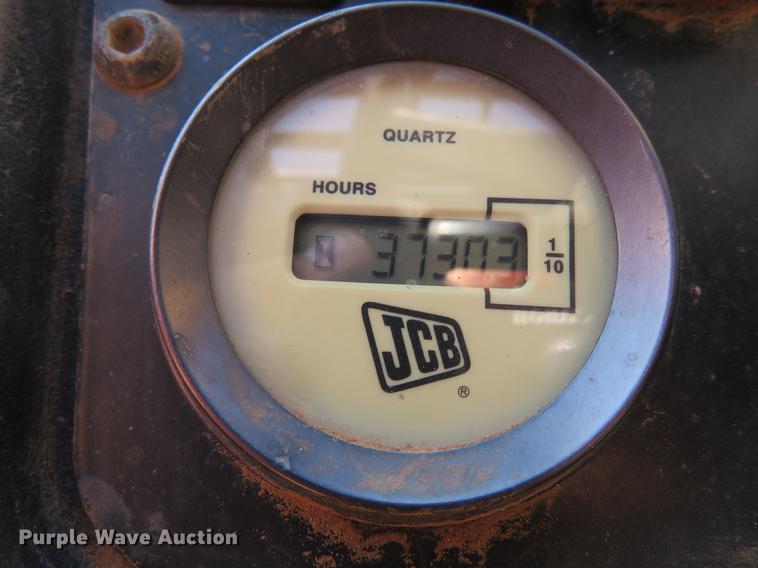 QUARTZ
HOURS
37303
1/10
JCB
®
Purple Wave Auction